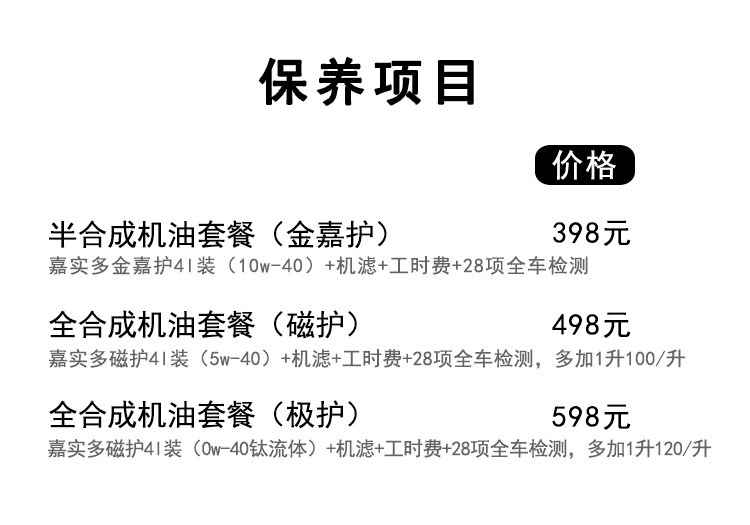 保养项目
价格
半合成机油套餐（金嘉护） 398元
嘉实多金嘉护4l装（10w-40）+机滤+工时费+28项全车检测
全合成机油套餐（磁护） 498元
嘉实多磁护4l装（5w-40）+机滤+工时费+28项全车检测，多加1升100/升
全合成机油套餐（极护） 598元
嘉实多磁护4l装（0w-40钛流体）+机滤+工时费+28项全车检测，多加1升120/升